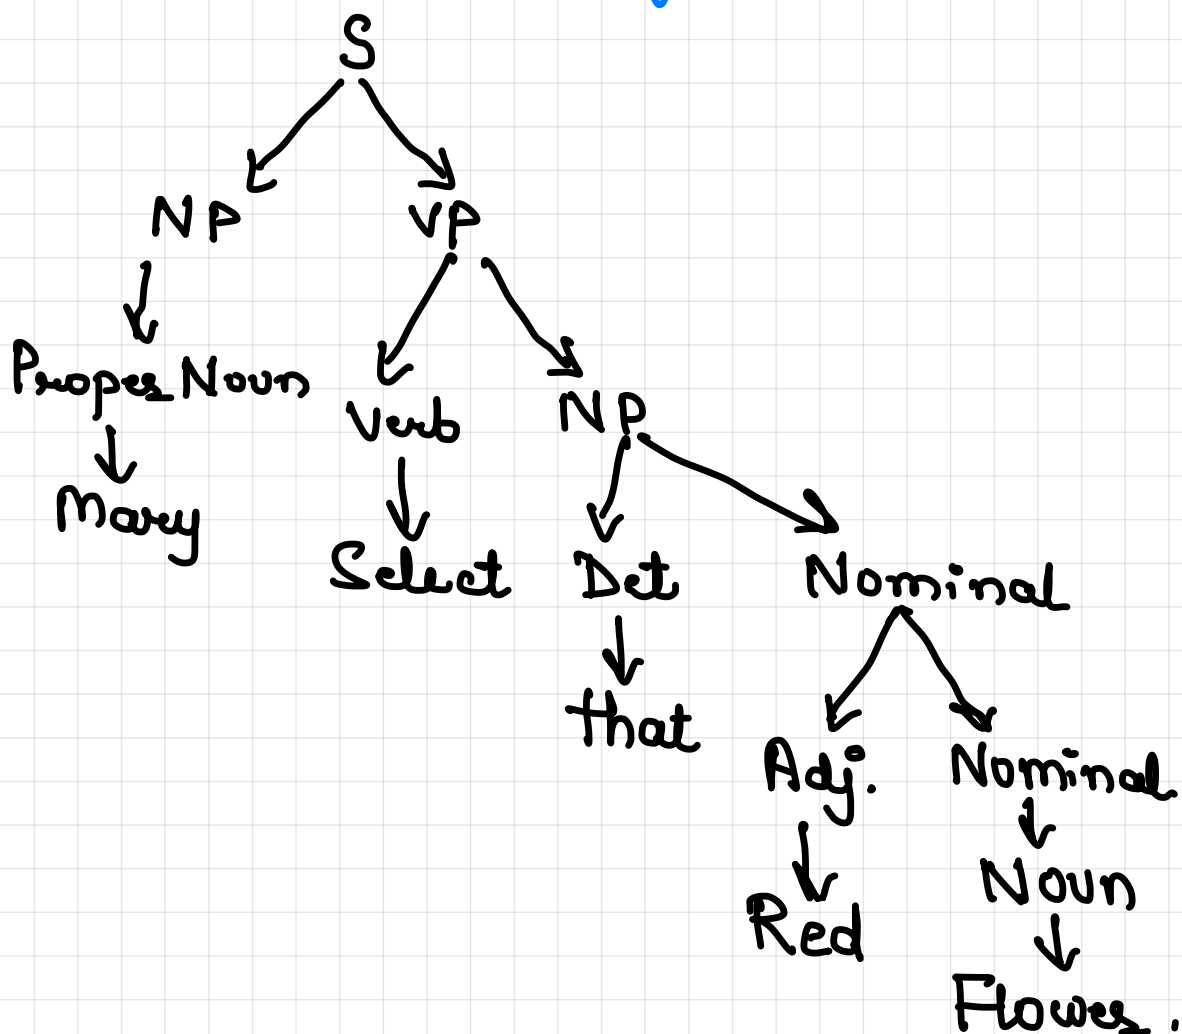 S
NP VP
Proper Noun Verb NP
Mary Select Det Nominal
that Adj. Nominal
Red Noun
Flower.